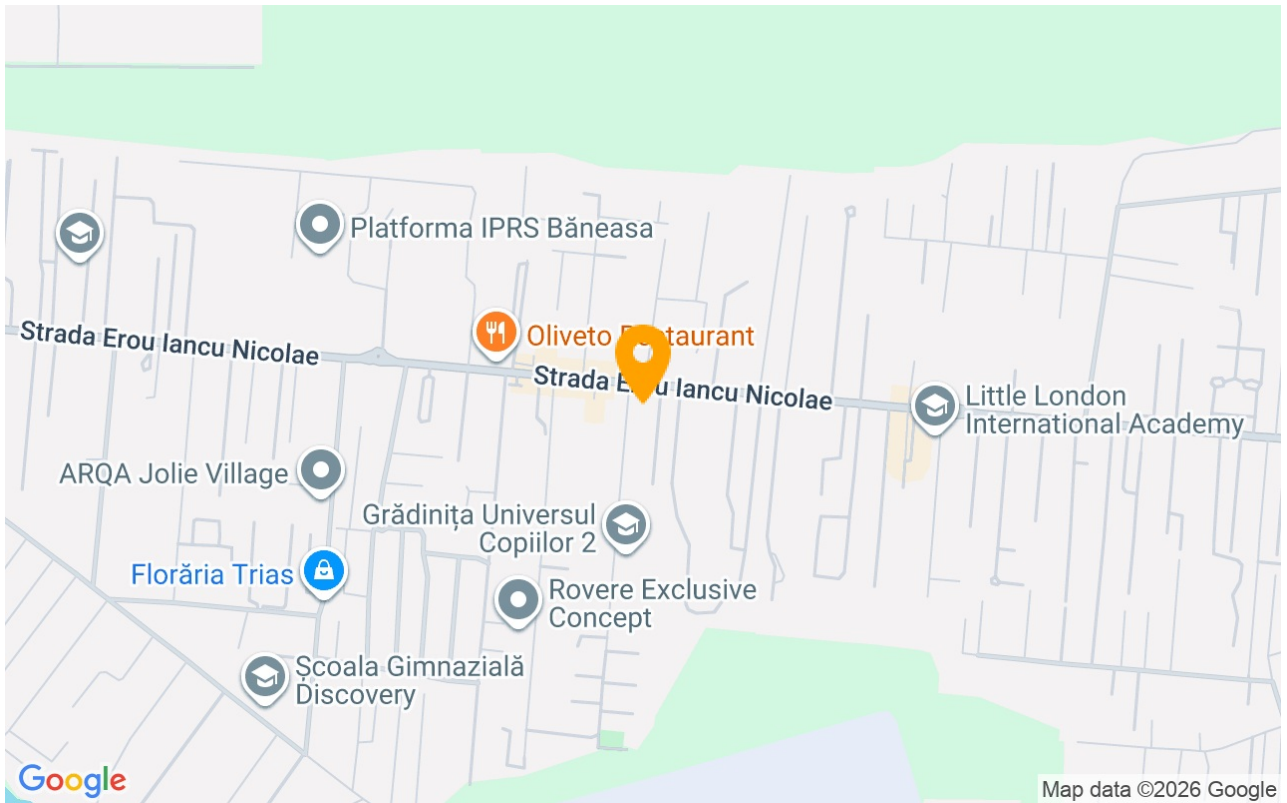 Platforma IPRS Băneasa
Strada Erou Iancu Nicolae
Oliveto Restaurant
Strada Erou Iancu Nicolae
Little London
International Academy
ARQA Jolie Village
Grădinița Universul
Copiilor 2
Florăria Trias
Rovere Exclusive
Concept
Școala Gimnazială
Discovery
Google
Map data ©2026 Google